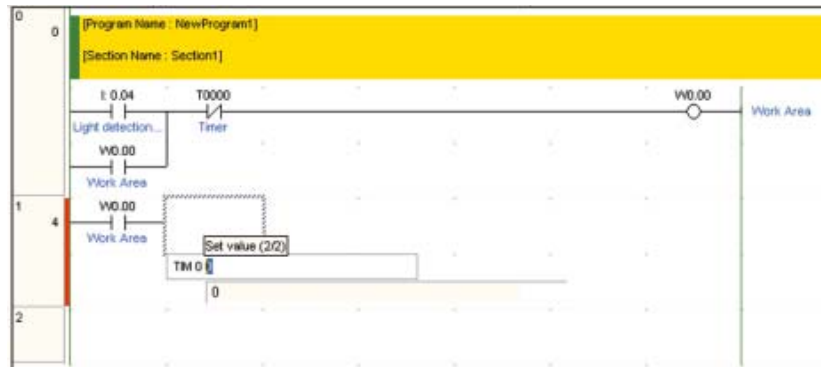 0
0
[Program Name : NewProgram1]
[Section Name : Section1]
I: 0.04 T0000 W0.00
Work Area
Light detection... Timer
W0.00
Work Area
1
4
W0.00
Work Area
Set value (2/2)
TIM 0 0
0
2